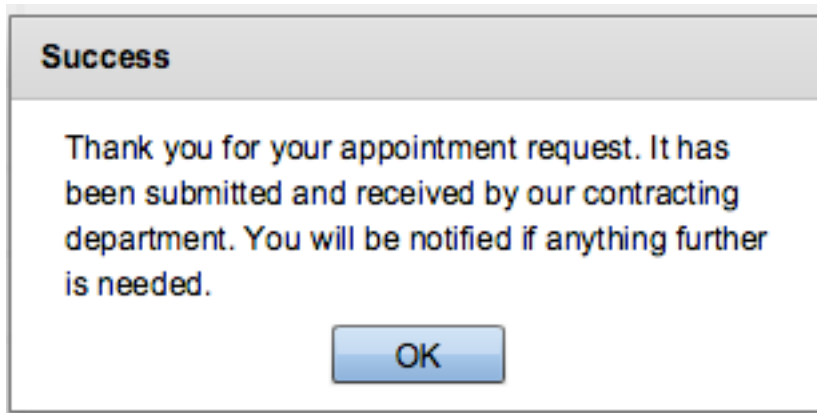 Success
Thank you for your appointment request. It has
been submitted and received by our contracting
department. You will be notified if anything further
is needed.
OK